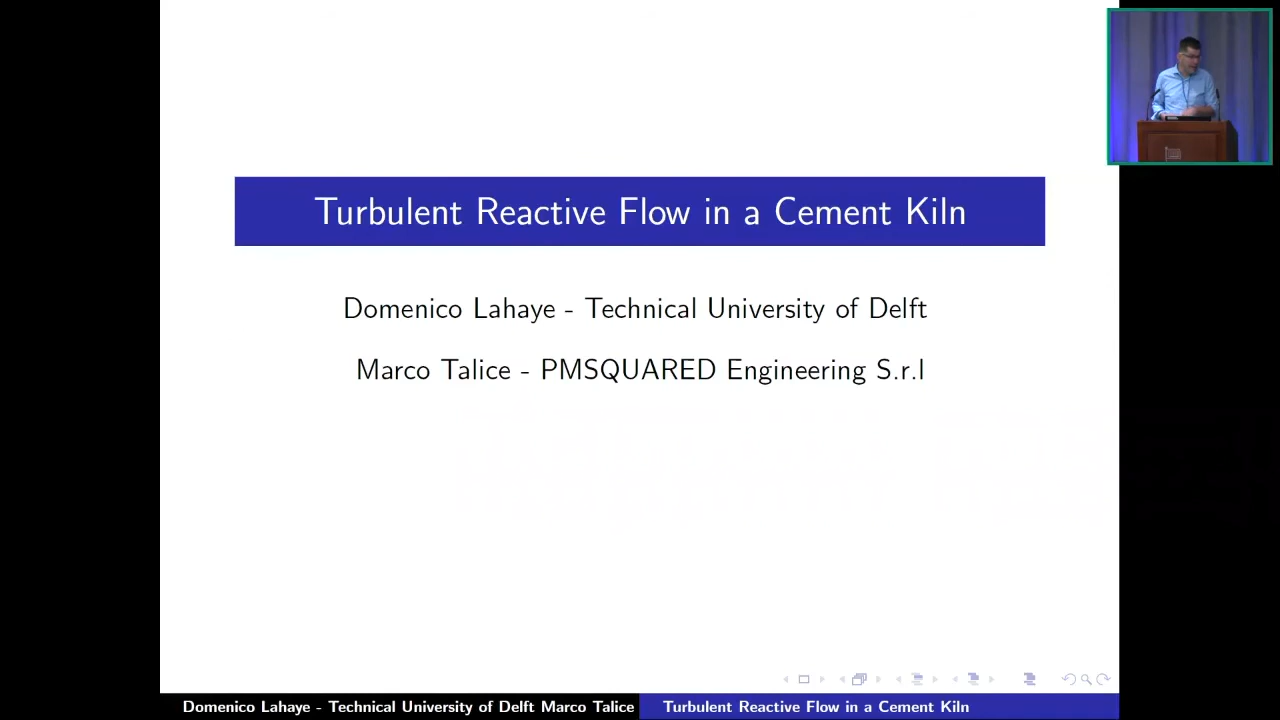 Turbulent Reactive Flow in a Cement Kiln
Domenico Lahaye - Technical University of Delft
Marco Talice - PMSQUARED Engineering S.r.l
Domenico Lahaye - Technical University of Delft Marco Talice
Turbulent Reactive Flow in a Cement Kiln